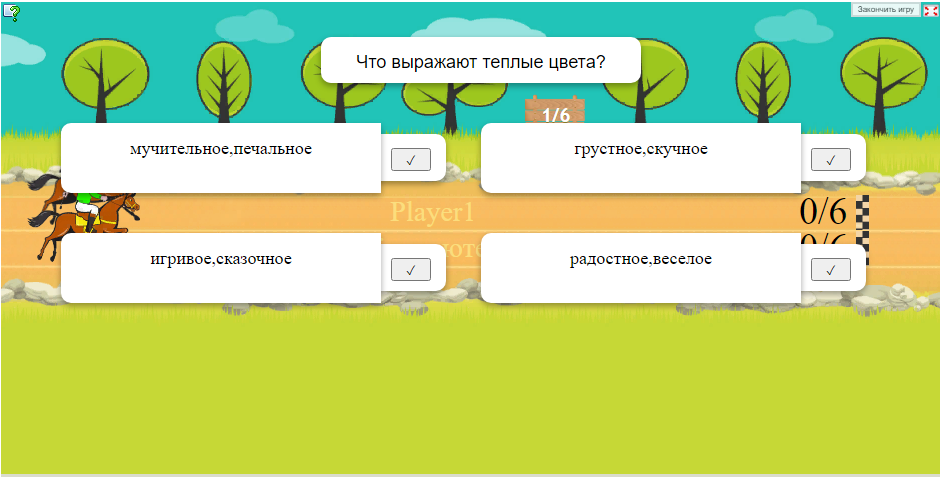 Закончить игру
Что выражают теплые цвета?
1/6
мучительное,печальное
грустное,скучное
Player1
0/6
0/6
игривое,сказочное
радостное,веселое